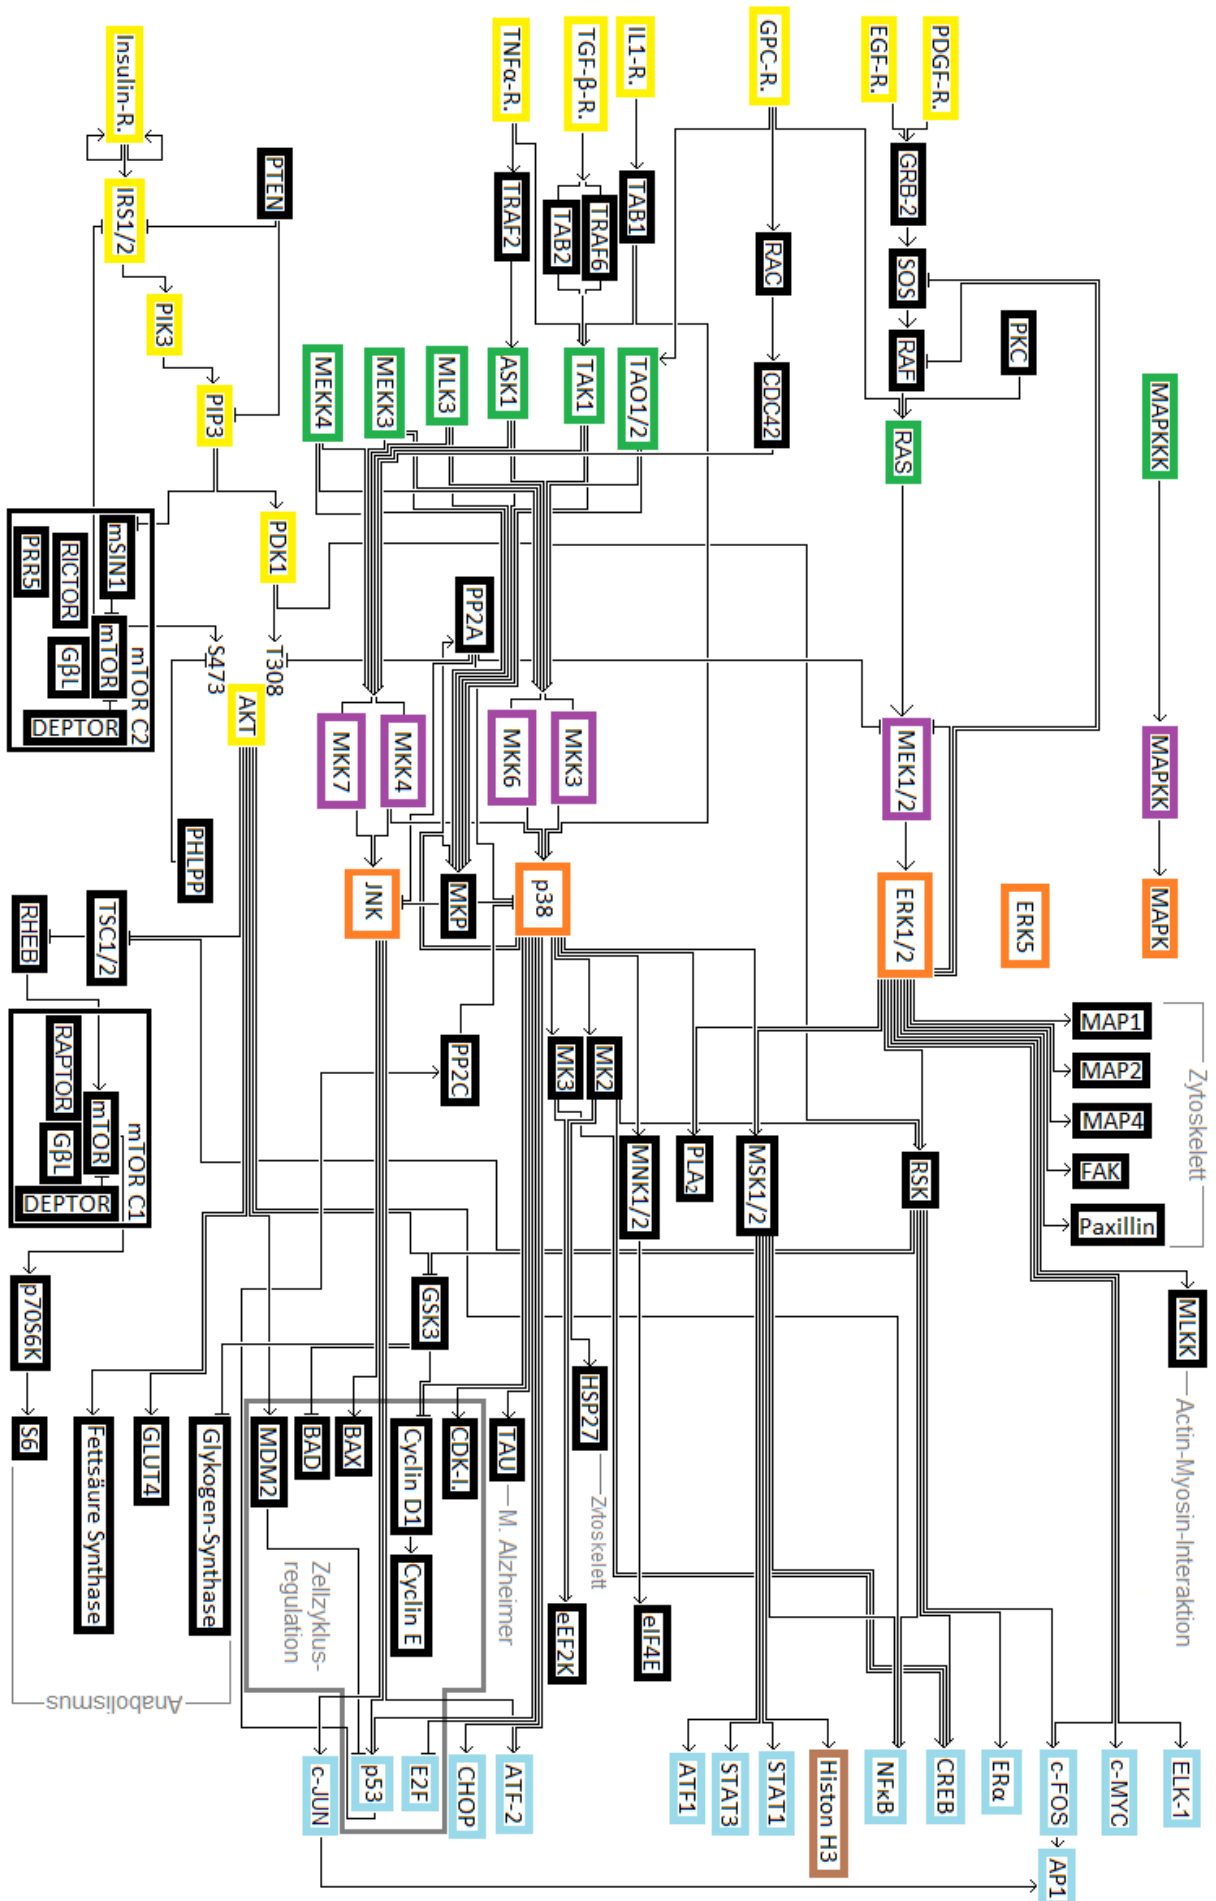 MAPKKK
MAPKK
MAPK
PDGF-R.
EGF-R.
GRB-2
SOS
RAF
PKC
RAS
MEK1/2
ERK1/2
ERK5
MAP1
MAP2
MAP4
FAK
Paxillin
Zytoskelett
MLKK
Actin-Myosin-Interaktion
ELK-1
c-MYC
c-FOS
AP1
ERα
CREB
NFκB
Histon H3
STAT1
STAT3
ATF1
GPC-R.
RAC
CDC42
RSK
MSK1/2
PLA₂
MNK1/2
eIF4E
IL1-R.
TAB1
TAO1/2
TGF-β-R.
TRAF6
TAB2
TAK1
MKK3
MKK6
p38
MK2
MK3
HSP27
Zytoskelett
eEF2K
TNFα-R.
TRAF2
ASK1
MLK3
MEKK3
MEKK4
PP2A
MKK4
MKK7
MKP
JNK
PP2C
TAU
M. Alzheimer
ATF-2
CHOP
E2F
p53
c-JUN
GSK3
CDK-I.
Cyclin D1
Cyclin E
BAX
BAD
MDM2
Zellzyklus-
regulation
PTEN
Insulin-R.
IRS1/2
PIK3
PIP3
PDK1
T308
S473
AKT
PHLPP
mTOR C2
mSIN1
mTOR
RICTOR
GβL
PRR5
DEPTOR
TSC1/2
RHEB
mTOR C1
mTOR
RAPTOR
GβL
DEPTOR
p70S6K
S6
Glykogen-Synthase
GLUT4
Fettsäure Synthase
Anabolismus